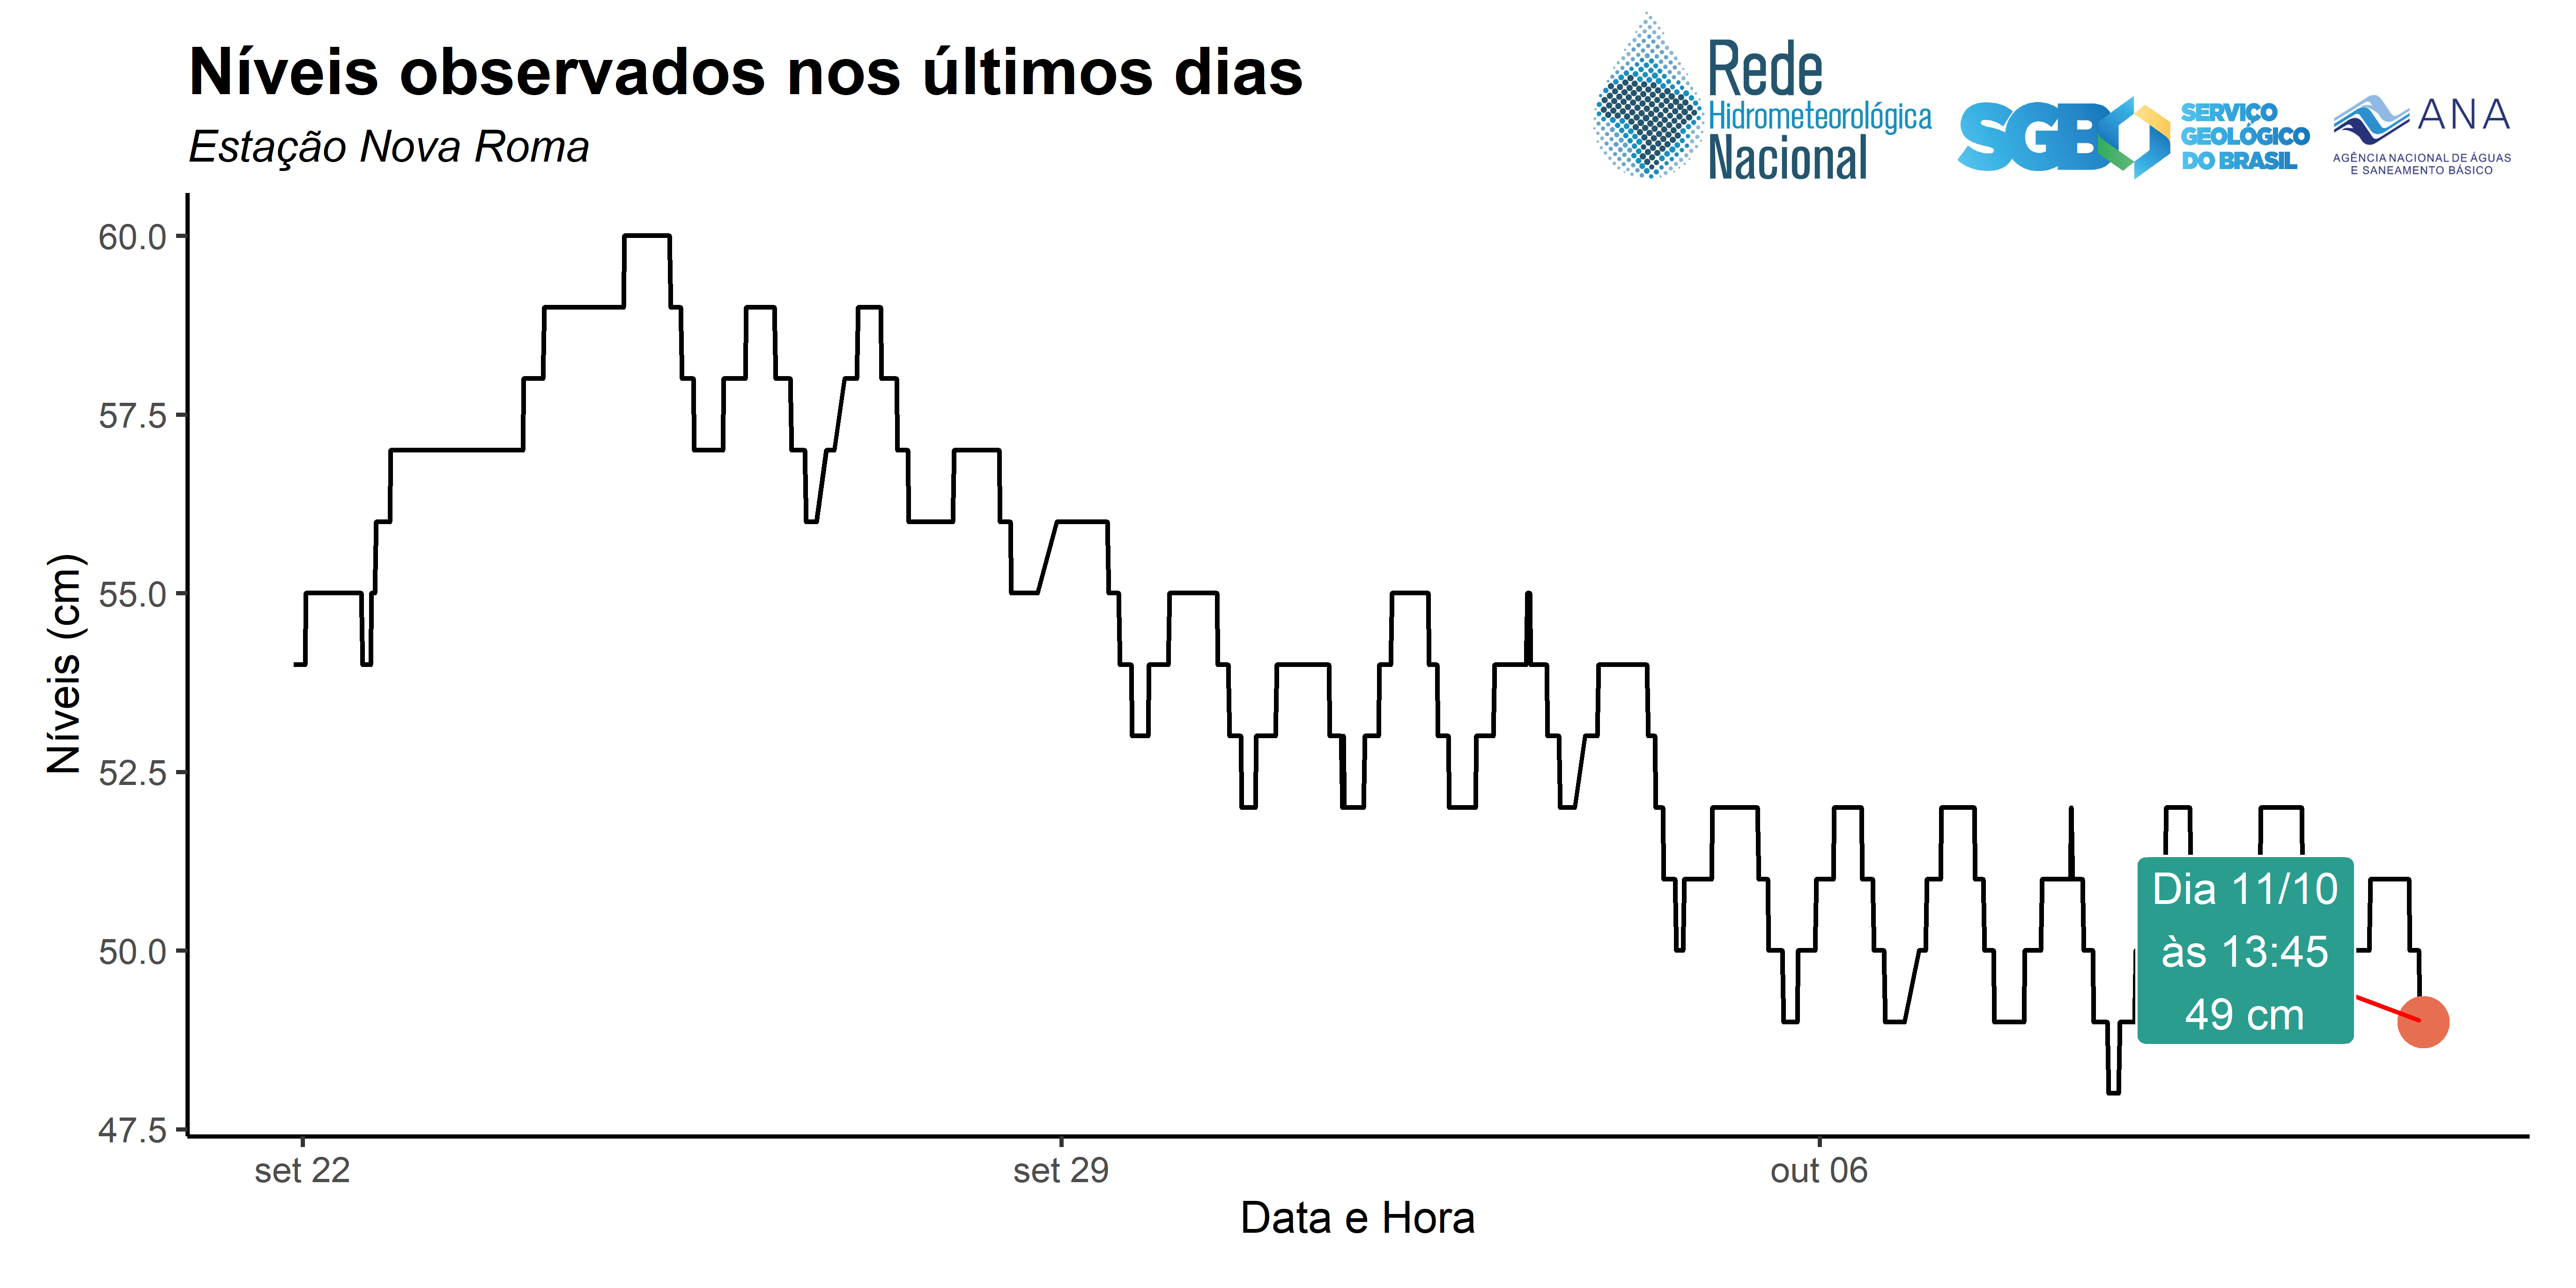 Níveis observados nos últimos dias
Estação Nova Roma
Rede
Hidrometeorológica
Nacional
SGB
SERVIÇO
GEOLÓGICO
DO BRASIL
ANA
AGÊNCIA NACIONAL DE ÁGUAS
E SANEAMENTO BÁSICO
Níveis (cm)
60.0
57.5
55.0
52.5
50.0
47.5
Dia 11/10
às 13:45
49 cm
set 22
set 29
out 06
Data e Hora